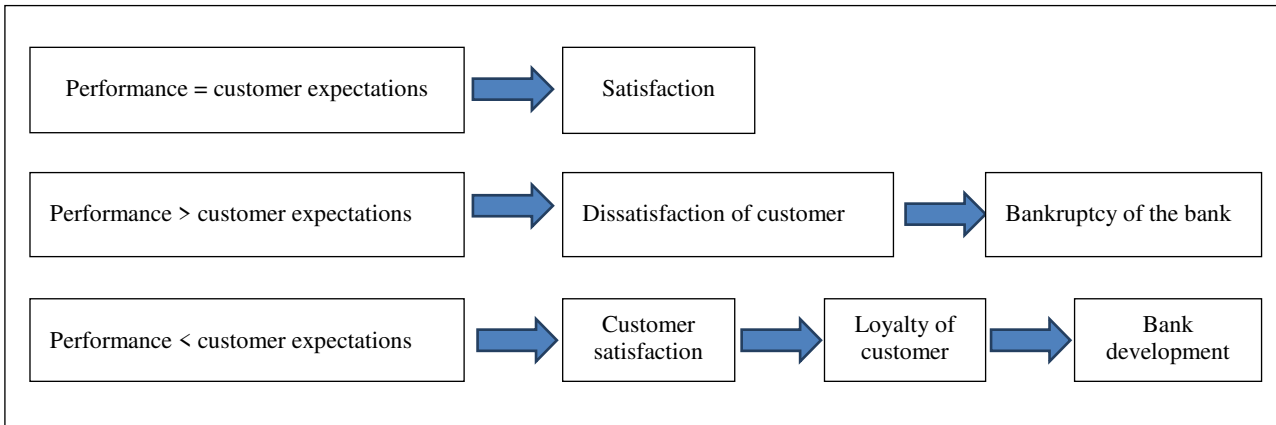 Performance = customer expectations
Satisfaction
Performance > customer expectations
Dissatisfaction of customer
Bankruptcy of the bank
Performance < customer expectations
Customer
satisfaction
Loyalty of
customer
Bank
development